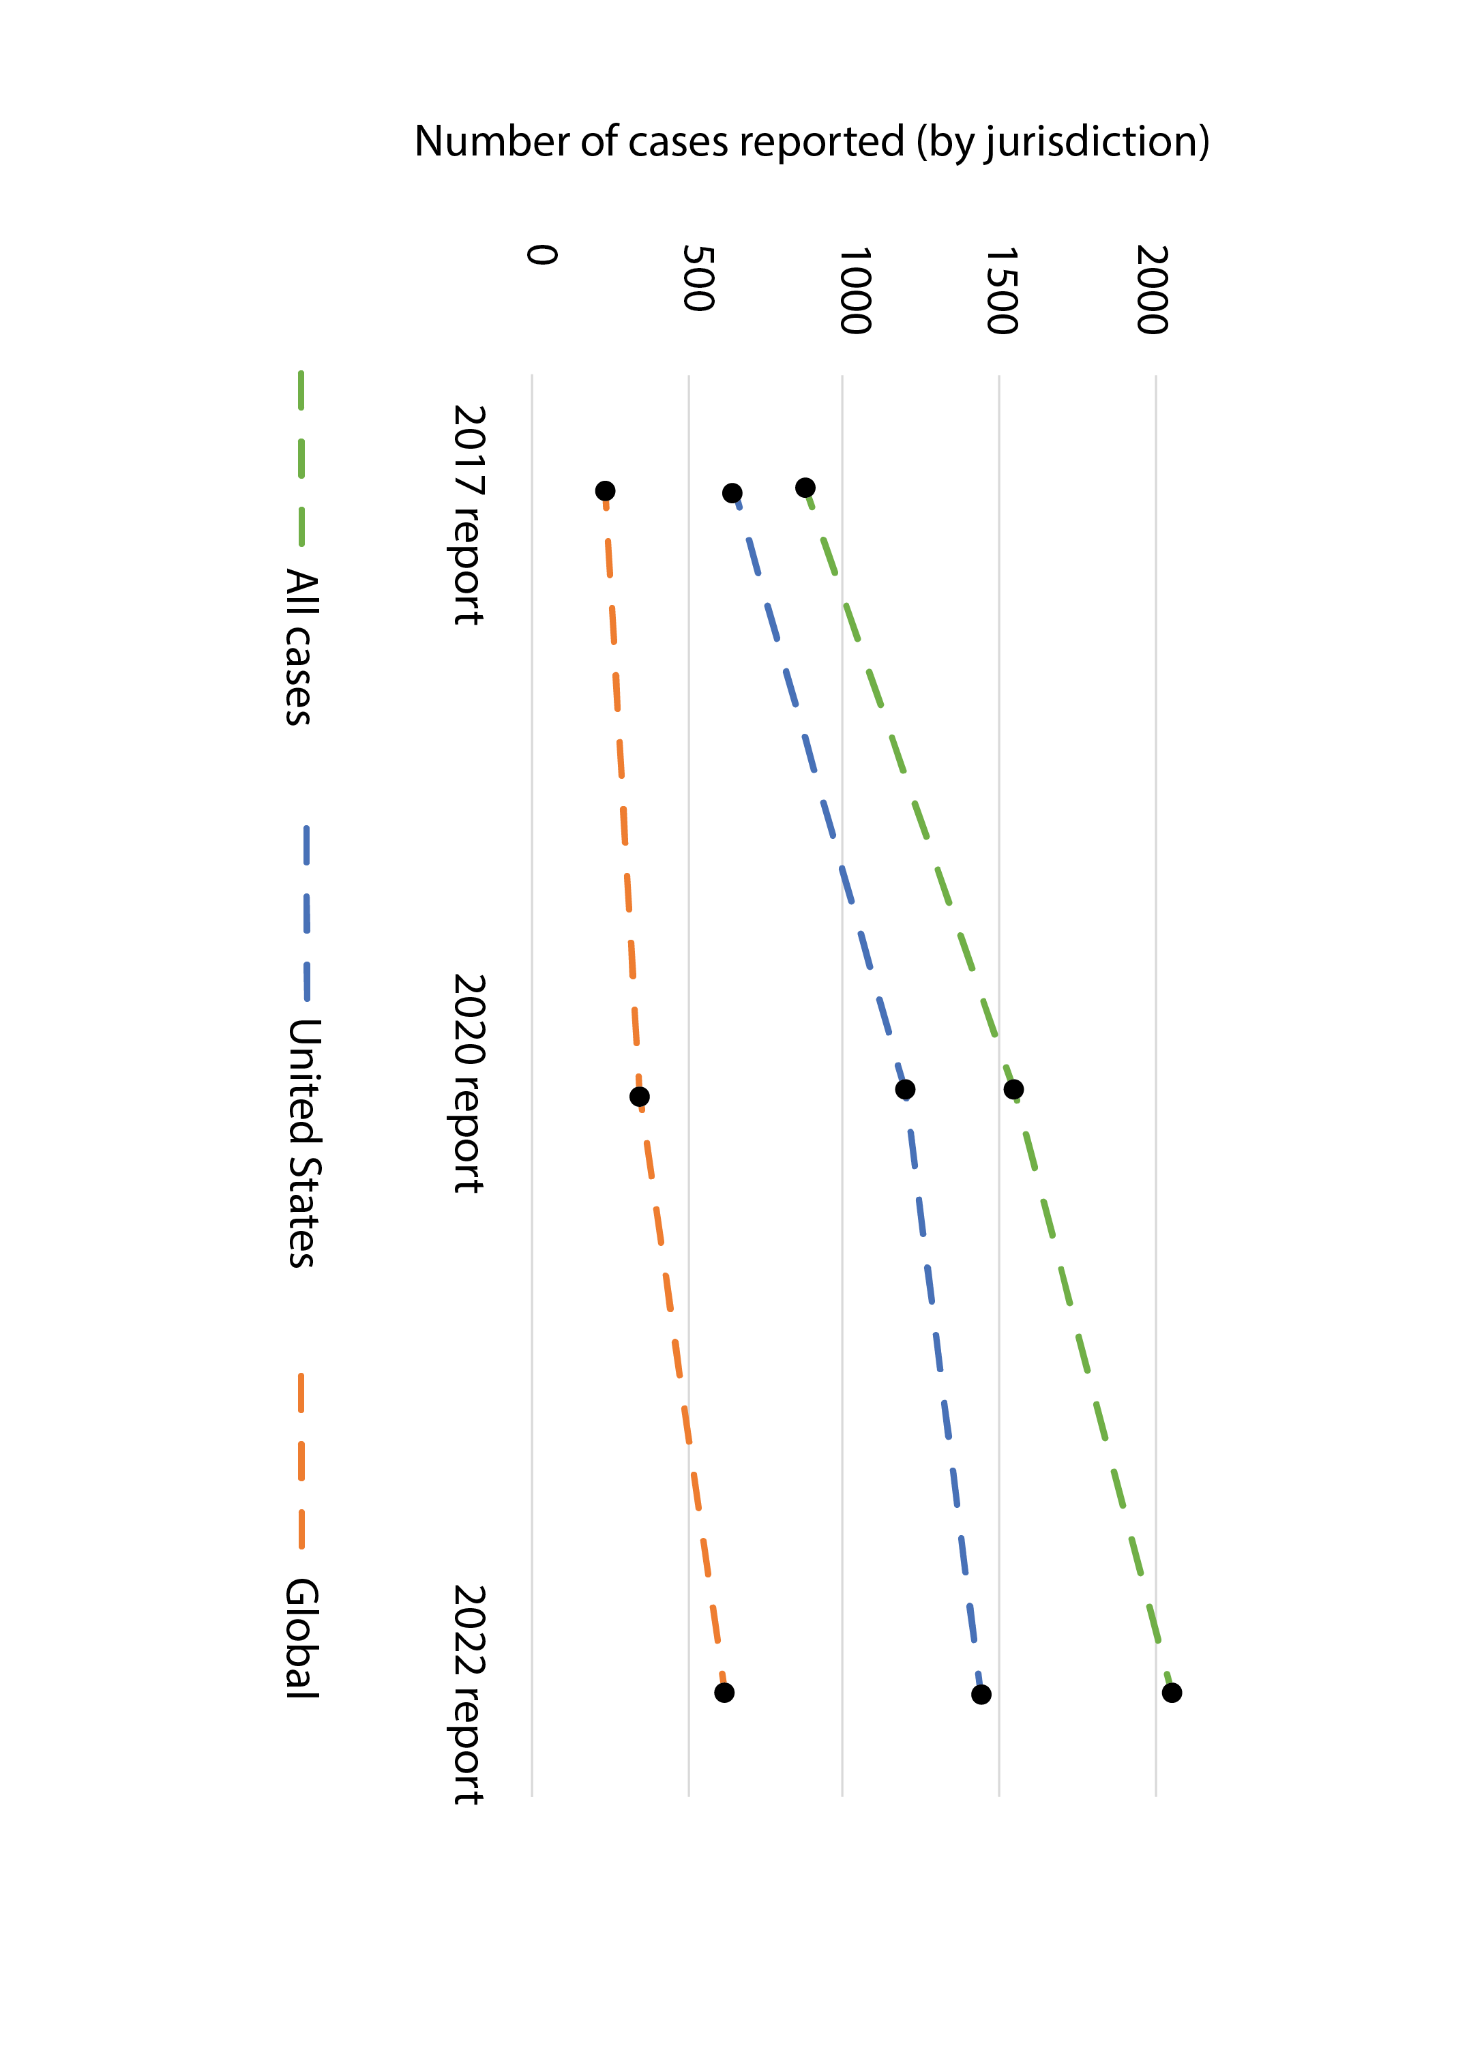 Number of cases reported (by jurisdiction)
2000
1500
1000
500
0
2017 report
2020 report
2022 report
All cases
United States
Global